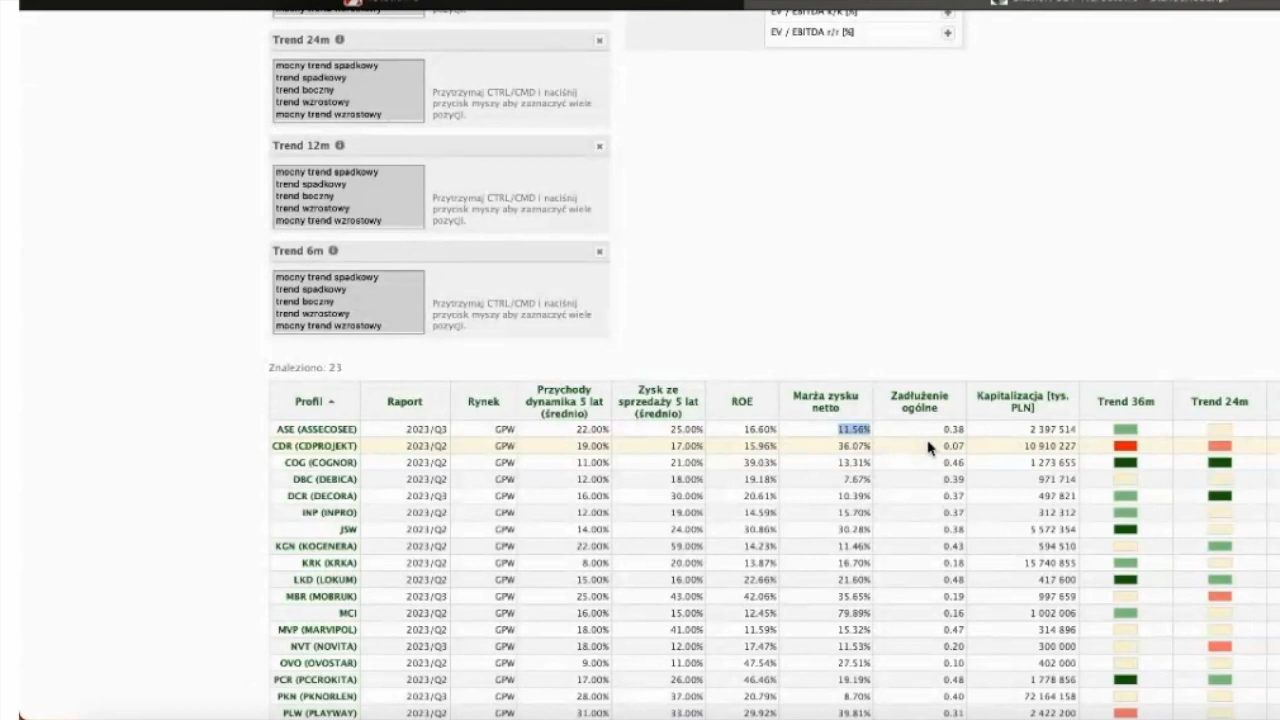 EV / EBITDA k/k [%]
EV / EBITDA r/r [%]
Trend 24m
mocny trend spadkowy
trend spadkowy
trend boczny
trend wzrostowy
mocny trend wzrostowy
Przytrzymaj CTRL/CMD i naciśnij
przycisk myszy aby zaznaczyć wiele
pozycji.
Trend 12m
mocny trend spadkowy
trend spadkowy
trend boczny
trend wzrostowy
mocny trend wzrostowy
Przytrzymaj CTRL/CMD i naciśnij
przycisk myszy aby zaznaczyć wiele
pozycji.
Trend 6m
mocny trend spadkowy
trend spadkowy
trend boczny
trend wzrostowy
mocny trend wzrostowy
Przytrzymaj CTRL/CMD i naciśnij
przycisk myszy aby zaznaczyć wiele
pozycji.
Znaleziono: 23
Profil Raport Rynek Przychody dynamika 5 lat (średnio) Zysk ze sprzedaży 5 lat (średnio) ROE Marża zysku netto Zadłużenie ogólne Kapitalizacja [tys. PLN] Trend 36m Trend 24m
ASE (ASSECOSEE) 2023/Q3 GPW 22.00% 25.00% 16.60% 11.56% 0.38 2 397 514
CDR (CDPROJEKT) 2023/Q2 GPW 19.00% 17.00% 15.96% 36.07% 0.07 10 910 227
COG (COGNOR) 2023/Q2 GPW 11.00% 21.00% 39.03% 13.31% 0.46 1 273 655
DBC (DEBICA) 2023/Q2 GPW 12.00% 18.00% 19.18% 7.67% 0.39 971 714
DCR (DECORA) 2023/Q3 GPW 16.00% 30.00% 20.61% 10.39% 0.37 497 821
INP (INPRO) 2023/Q2 GPW 12.00% 19.00% 14.59% 15.70% 0.37 312 312
JSW 2023/Q2 GPW 14.00% 24.00% 30.86% 30.28% 0.38 5 572 354
KGN (KOGENERA) 2023/Q2 GPW 22.00% 59.00% 14.23% 11.46% 0.43 594 510
KRK (KRKA) 2023/Q2 GPW 8.00% 20.00% 13.87% 16.70% 0.18 15 740 855
LKD (LOKUM) 2023/Q2 GPW 15.00% 16.00% 22.66% 21.60% 0.48 417 600
MBR (MOBRUK) 2023/Q2 GPW 25.00% 43.00% 42.06% 35.65% 0.19 997 659
MCI 2023/Q2 GPW 16.00% 15.00% 12.45% 79.89% 0.16 1 002 006
MVP (MARVIPOL) 2023/Q2 GPW 18.00% 41.00% 11.59% 15.32% 0.47 314 896
NVT (NOVITA) 2023/Q3 GPW 18.00% 12.00% 17.47% 11.53% 0.20 300 000
OVO (OVOSTAR) 2023/Q2 GPW 9.00% 11.00% 47.54% 27.51% 0.10 402 000
PCR (PCCROKITA) 2023/Q2 GPW 17.00% 26.00% 46.46% 19.19% 0.48 1 778 856
PKN (PKNORLEN) 2023/Q2 GPW 28.00% 37.00% 20.79% 8.70% 0.40 72 164 158
PLW (PLAYWAY) 2023/Q2 GPW 31.00% 33.00% 29.92% 39.81% 0.31 2 422 200